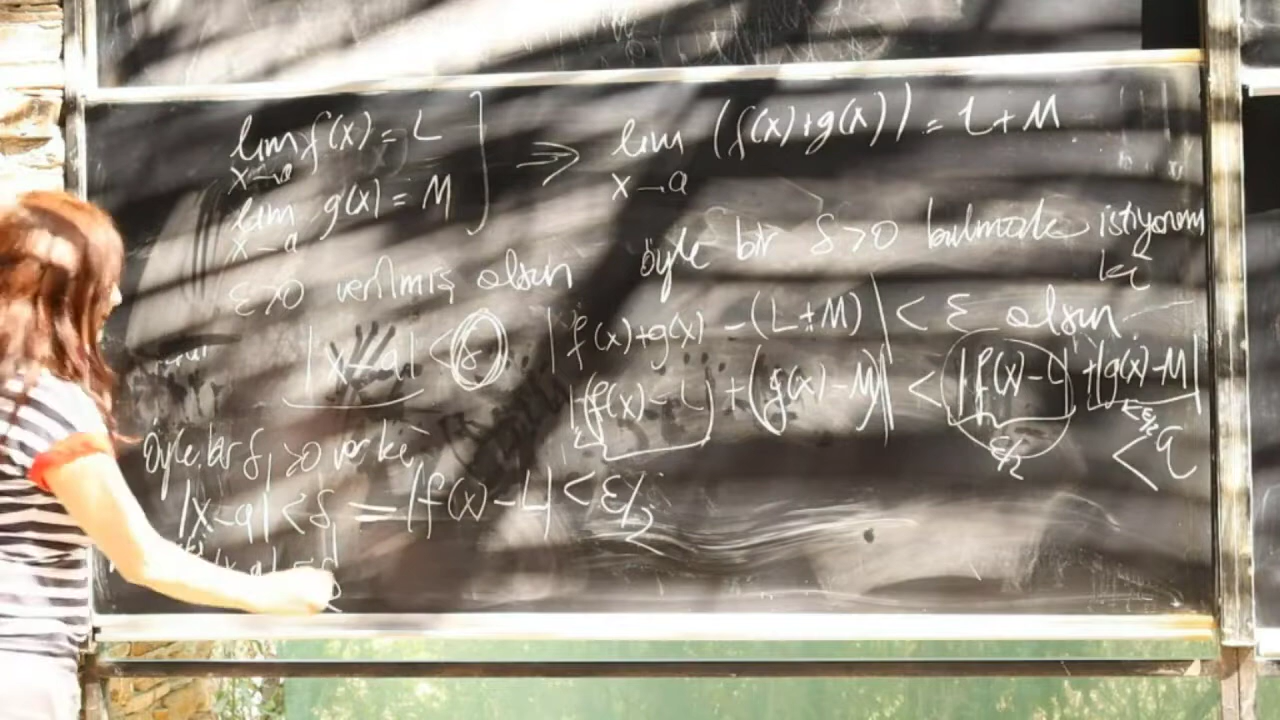 lim f(x) = L
x→a
lim g(x) = M
x→a
⇒ lim (f(x)+g(x)) = L+M
x→a
ε>0 verilmiş olsun
öyle bir δ>0 bulmak istiyorum
ki
|x-a| < δ |f(x)+g(x) - (L+M)| < ε olsun
|(f(x)-L) + (g(x)-M)| < |f(x)-L| + |g(x)-M|
ε/2 < ε/2
< ε
Öyle bir δ₁>0 var ki
|x-a| < δ₁ = |f(x)-L| < ε/2
|x-a|